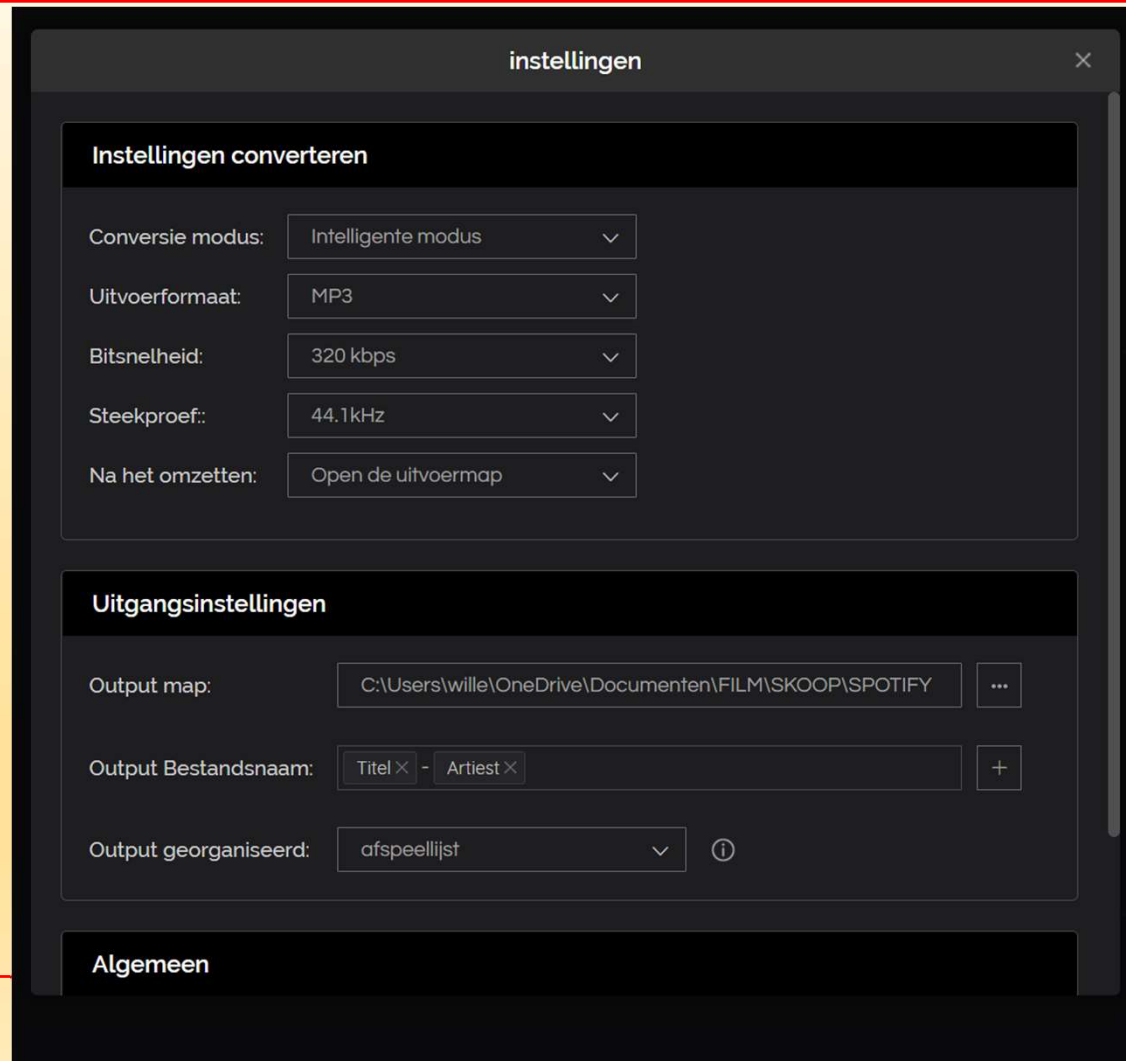 instellingen
Instellingen converteren
Conversie modus: Intelligente modus
Uitvoerformaat: MP3
Bitsnelheid: 320 kbps
Steekproef:: 44.1kHz
Na het omzetten: Open de uitvoermap
Uitgangsinstellingen
Output map: C:\Users\wille\OneDrive\Documenten\FILM\SKOOP\SPOTIFY ...
Output Bestandsnaam: Titel - Artiest
Output georganiseerd: afspeellijst
Algemeen